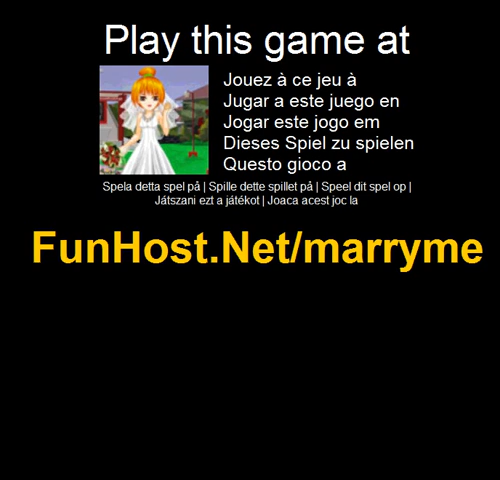 Play this game at
Jouez à ce jeu à
Jugar a este juego en
Jogar este jogo em
Dieses Spiel zu spielen
Questo gioco a
Spela detta spel på | Spille dette spillet på | Speel dit spel op |
Játszani ezt a játékot | Joaca acest joc la
FunHost.Net/marryme